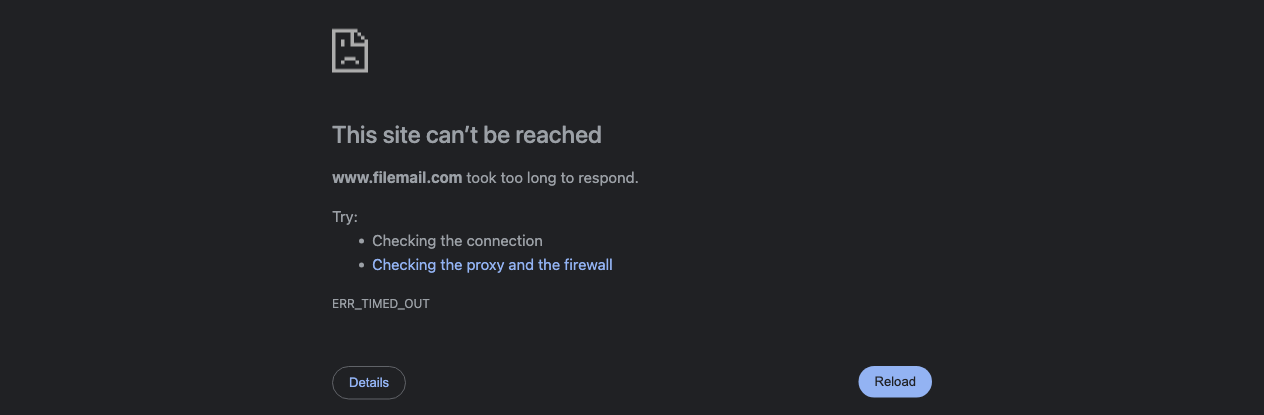 This site can’t be reached
www.filemail.com took too long to respond.
Try:
• Checking the connection
• Checking the proxy and the firewall
ERR_TIMED_OUT
Details
Reload